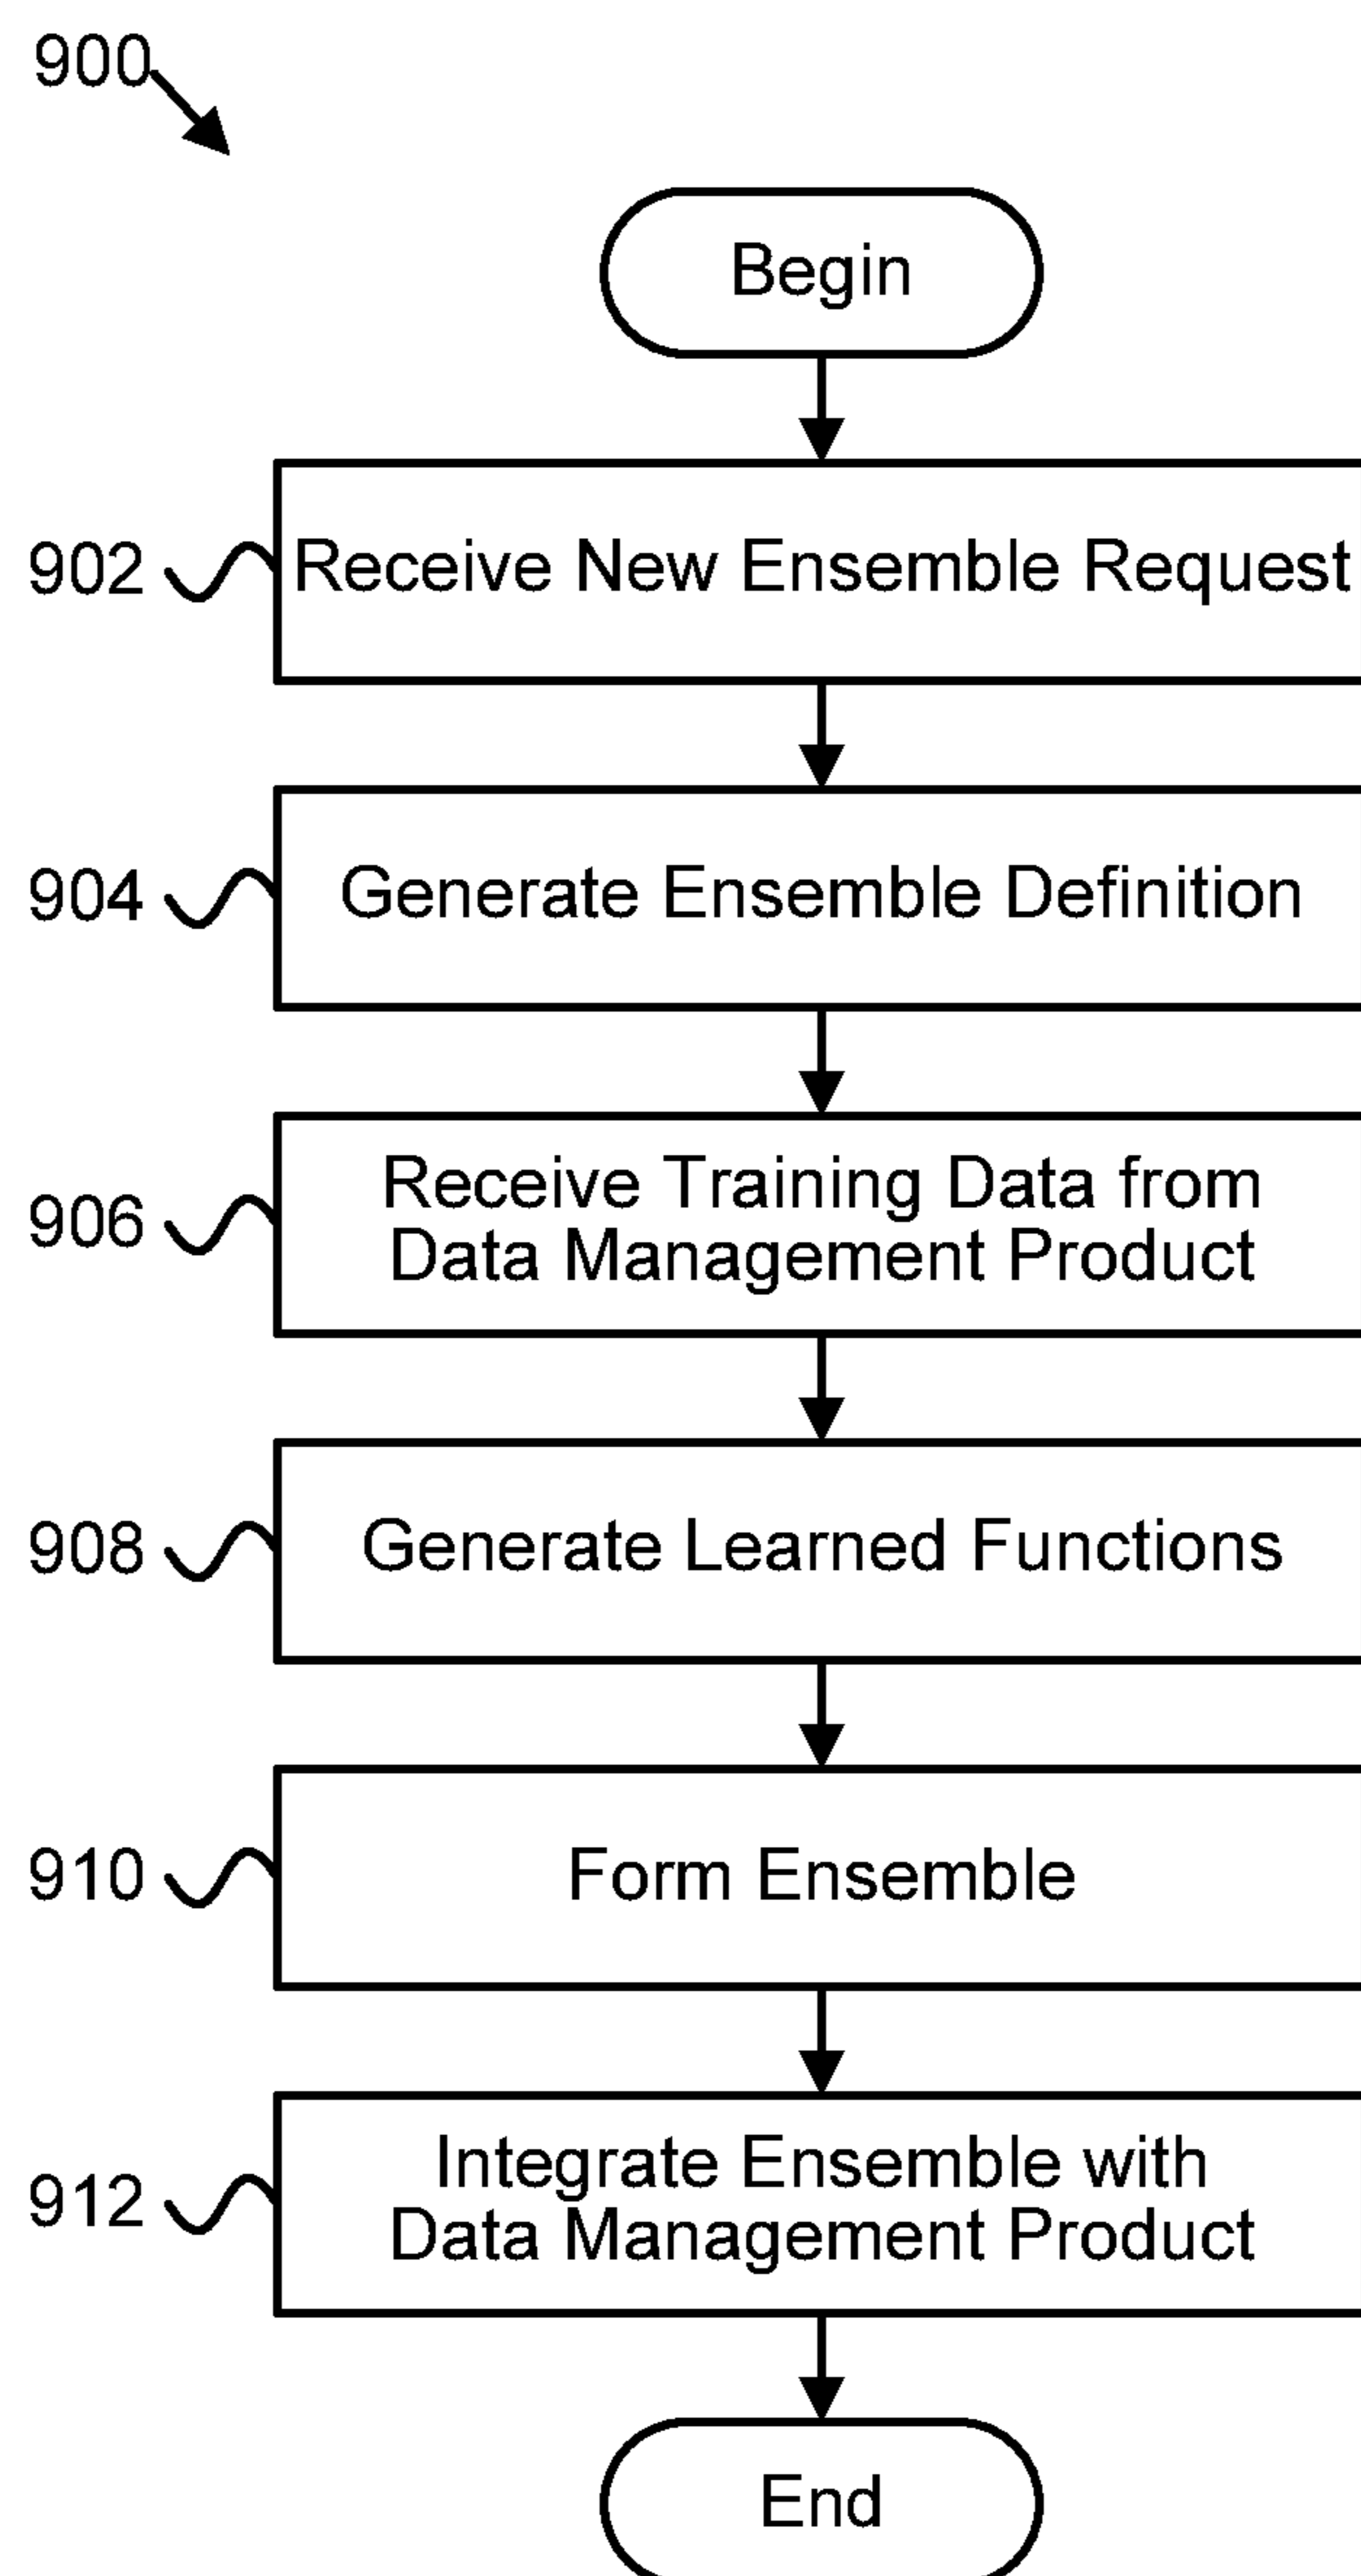 900
Begin
902
Receive New Ensemble Request
904
Generate Ensemble Definition
906
Receive Training Data from
Data Management Product
908
Generate Learned Functions
910
Form Ensemble
912
Integrate Ensemble with
Data Management Product
End